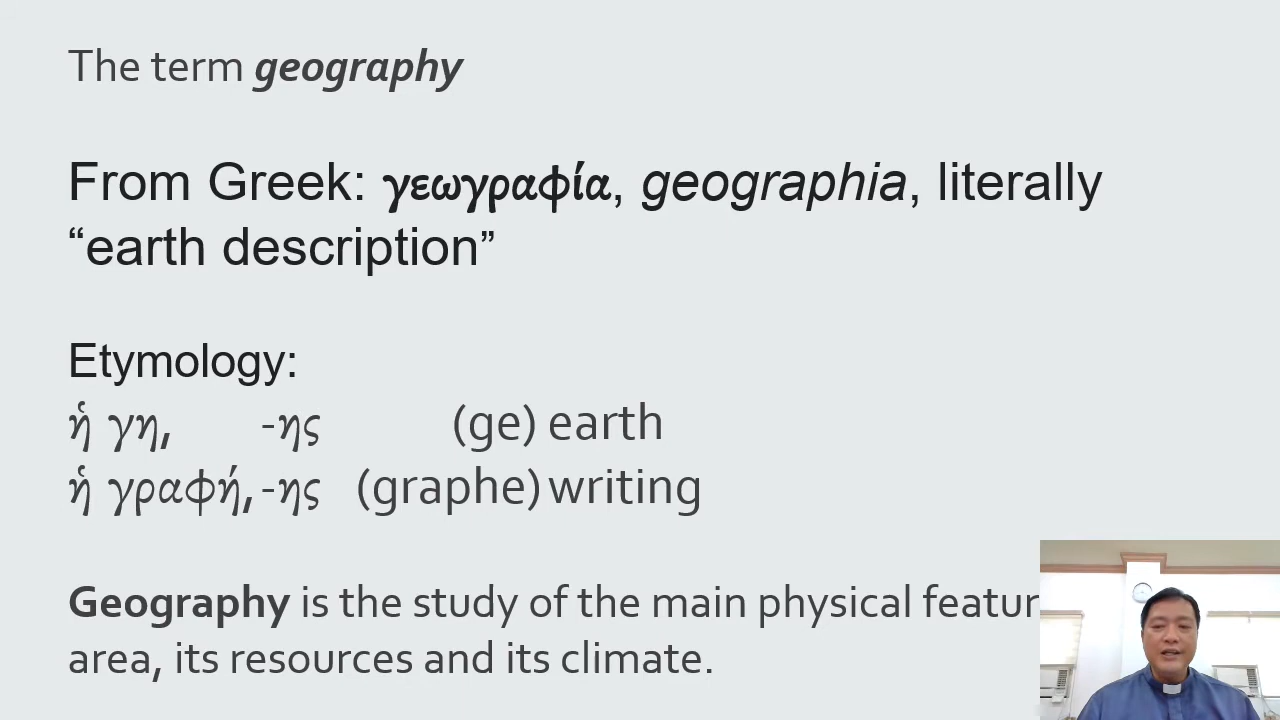 The term geography
From Greek: γεωγραφία, geographia, literally
“earth description”
Etymology:
ἡ γη, -ης (ge) earth
ἡ γραφή, -ης (graphe) writing
Geography is the study of the main physical
area, its resources and its climate.